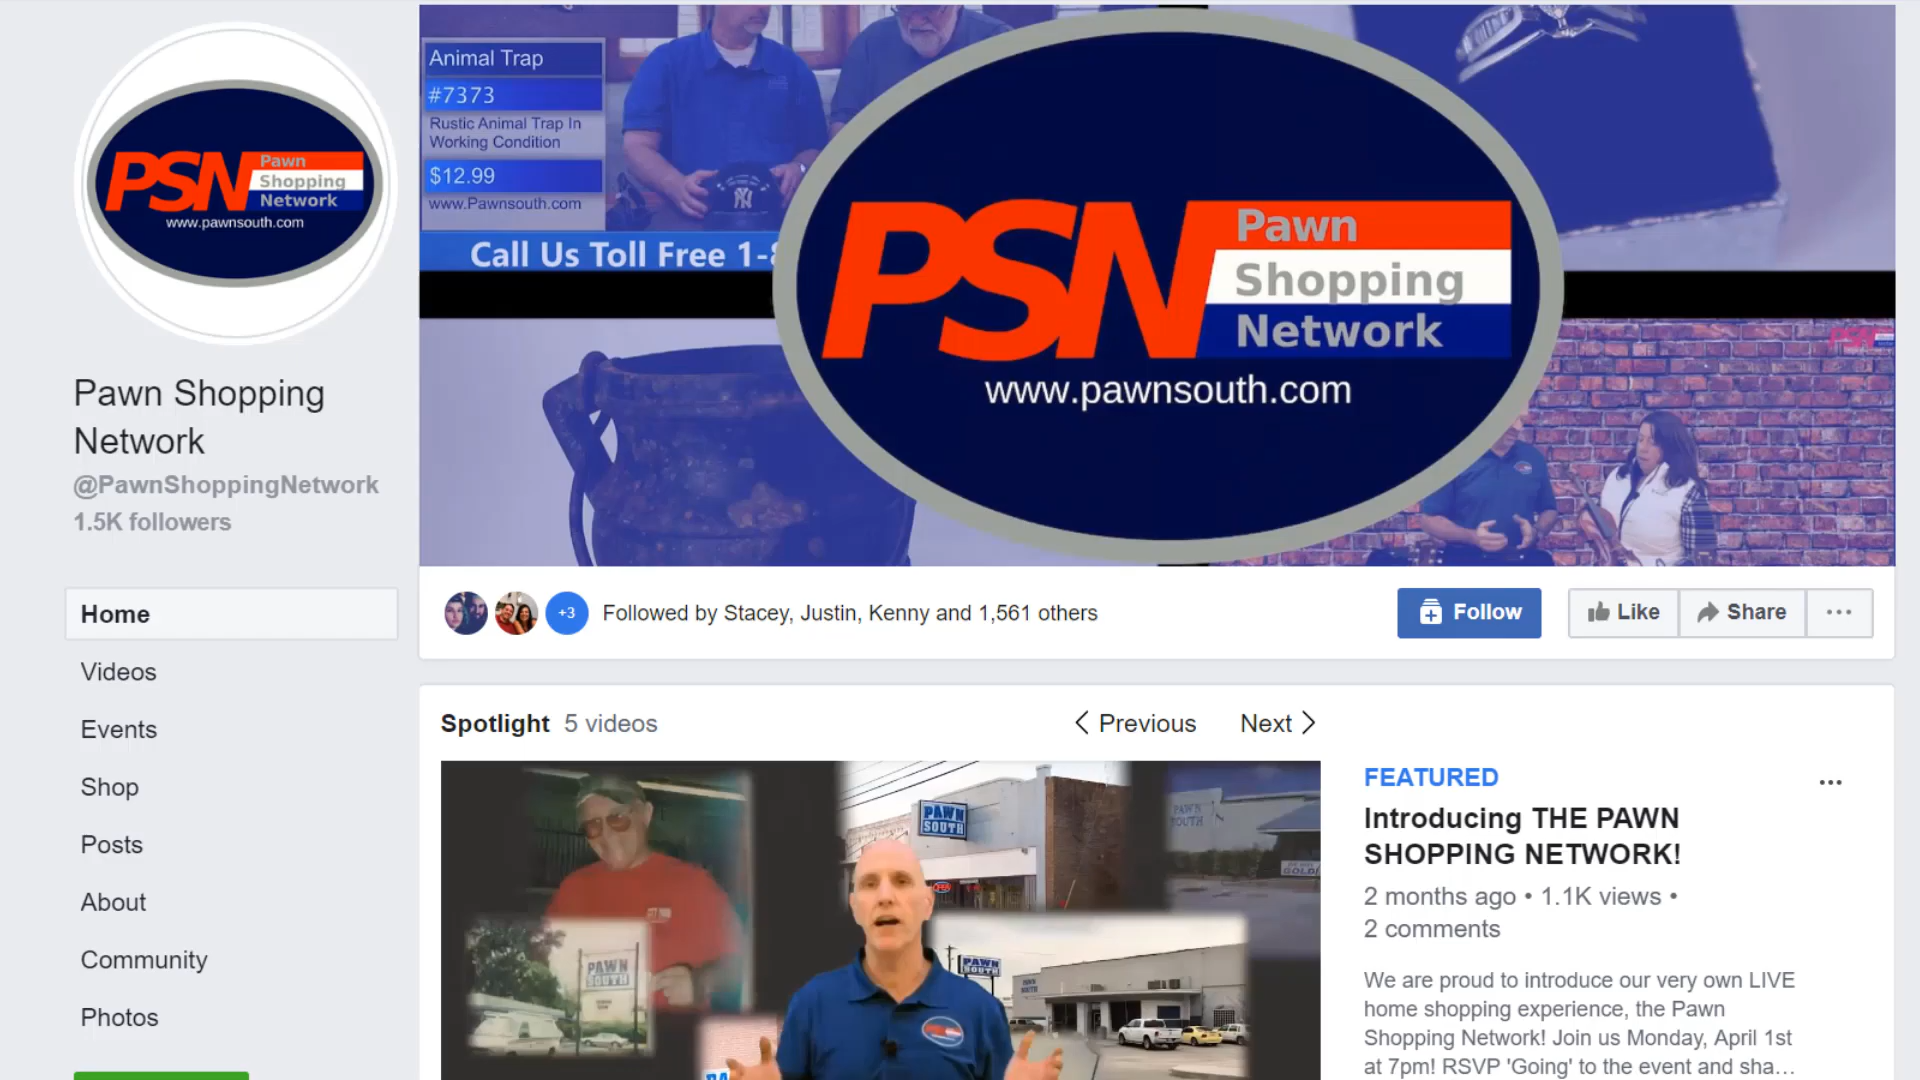 PSN
Pawn
Shopping
Network
www.pawnsouth.com
Pawn Shopping
Network
@PawnShoppingNetwork
1.5K followers
Home
Videos
Events
Shop
Posts
About
Community
Photos
Animal Trap
#7373
Rustic Animal Trap In
Working Condition
$12.99
www.Pawnsouth.com
Call Us Toll Free 1-
PSN
Pawn
Shopping
Network
www.pawnsouth.com
PSN
+3
Followed by Stacey, Justin, Kenny and 1,561 others
Follow
Like
Share
Spotlight 5 videos
Previous
Next
PAWN
SOUTH
PAWN
SOUTH
PAWN
SOUTH
PAWN
SOUTH
FEATURED
Introducing THE PAWN
SHOPPING NETWORK!
2 months ago • 1.1K views •
2 comments
We are proud to introduce our very own LIVE
home shopping experience, the Pawn
Shopping Network! Join us Monday, April 1st
at 7pm! RSVP 'Going' to the event and sha...